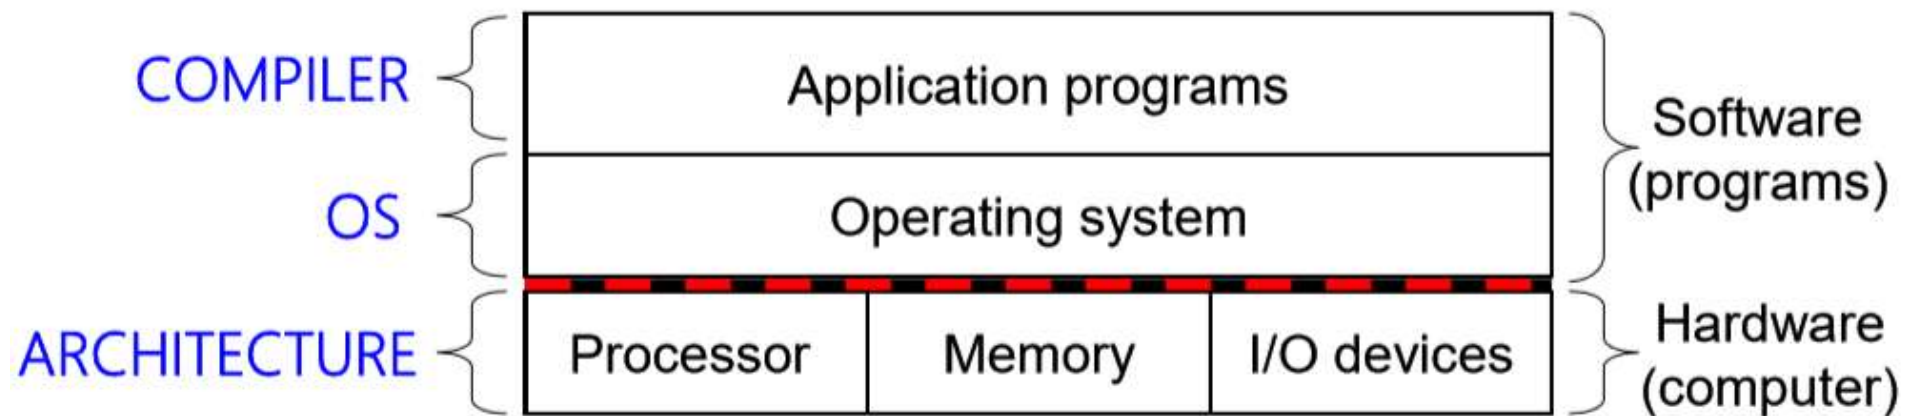 COMPILER
Application programs
Software
(programs)
OS
Operating system
ARCHITECTURE
Processor
Memory
I/O devices
Hardware
(computer)